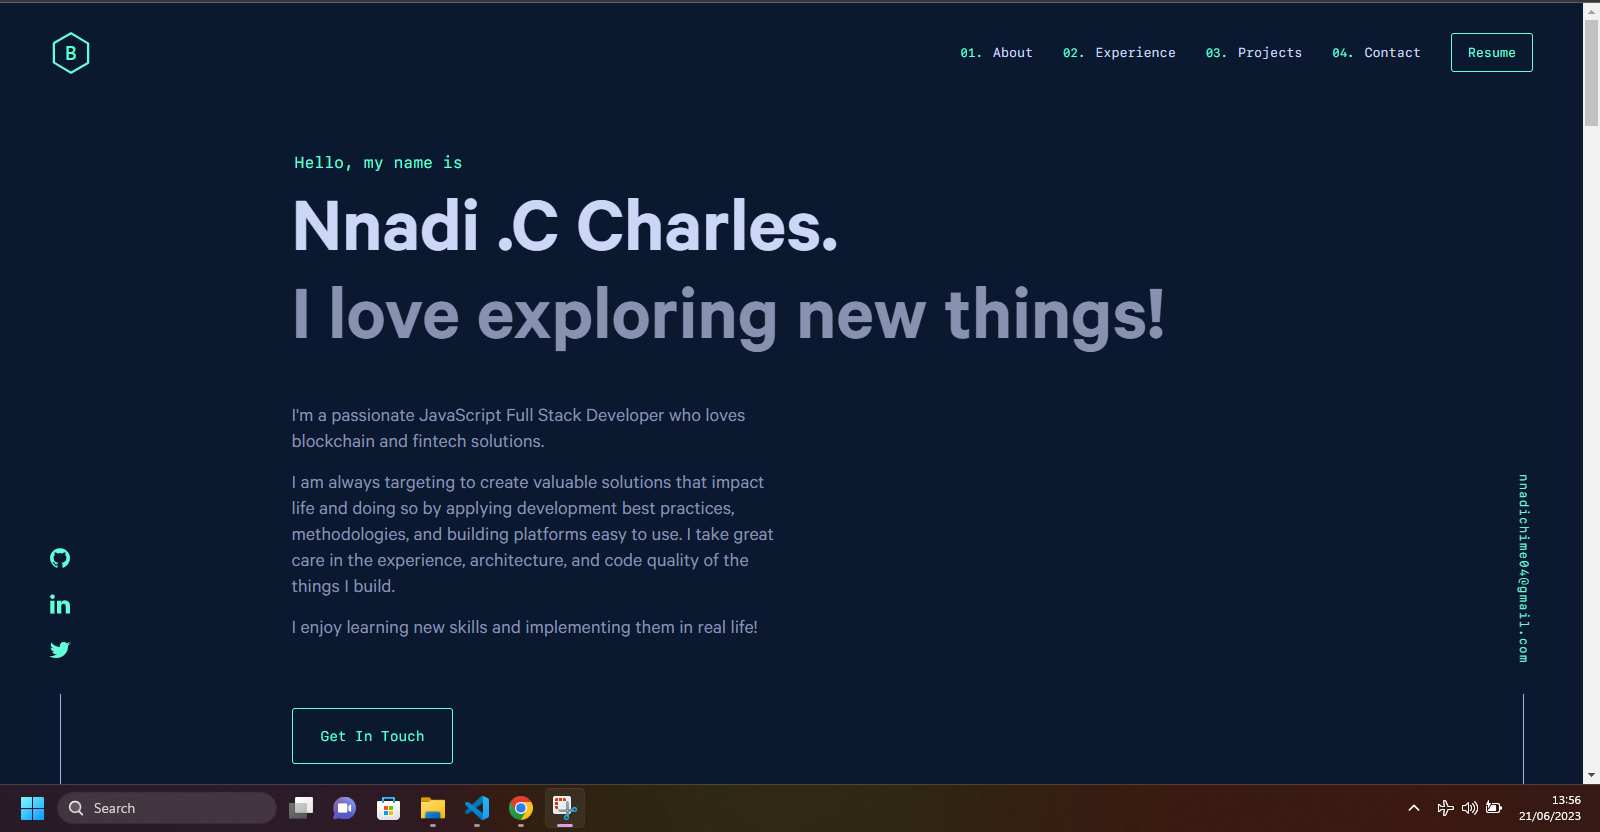 B
01. About 02. Experience 03. Projects 04. Contact Resume
Hello, my name is
Nnadi .C Charles.
I love exploring new things!
I'm a passionate JavaScript Full Stack Developer who loves
blockchain and fintech solutions.
I am always targeting to create valuable solutions that impact
life and doing so by applying development best practices,
methodologies, and building platforms easy to use. I take great
care in the experience, architecture, and code quality of the
things I build.
I enjoy learning new skills and implementing them in real life!
Get In Touch
in
nnadichime04@gmail.com
Search
13:56
21/06/2023